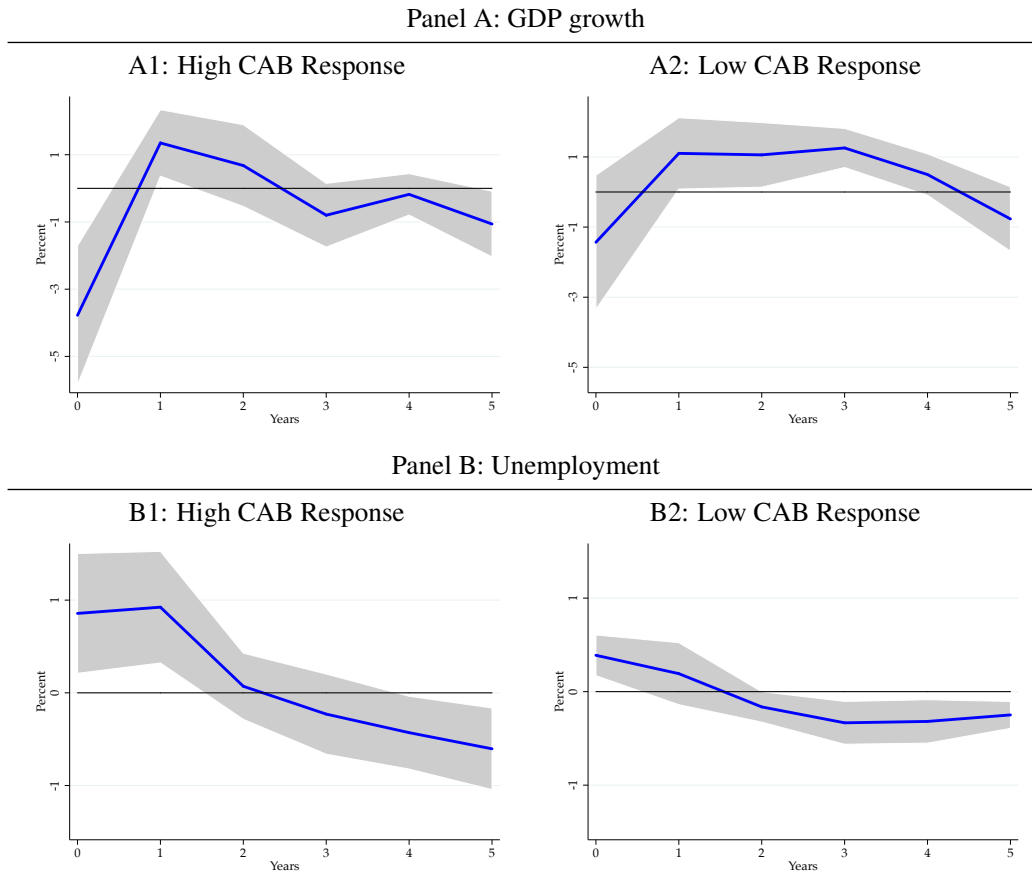 Panel A: GDP growth
A1: High CAB Response
A2: Low CAB Response
1
-1
-3
-5
Percent
0 1 2 3 4 5
Years
1
-1
-3
-5
Percent
0 1 2 3 4 5
Years
Panel B: Unemployment
B1: High CAB Response
B2: Low CAB Response
1
0
-1
Percent
0 1 2 3 4 5
Years
1
0
-1
Percent
0 1 2 3 4 5
Years